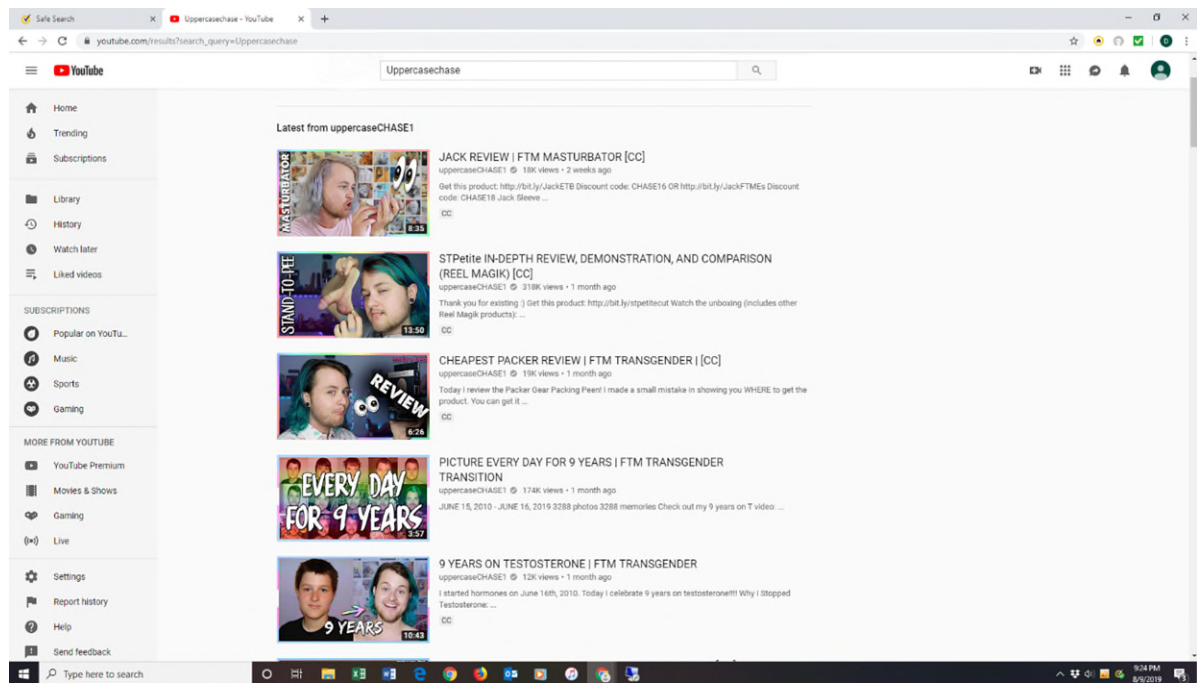 Safe Search
Uppercasechase - YouTube
youtube.com/results?search_query=Uppercasechase
YouTube
Uppercasechase
Home
Trending
Subscriptions
Library
History
Watch later
Liked videos
SUBSCRIPTIONS
Popular on YouTu...
Music
Sports
Gaming
MORE FROM YOUTUBE
YouTube Premium
Movies & Shows
Gaming
Live
Settings
Report history
Help
Send feedback
Latest from uppercaseCHASE1
MASTURBATOR
8:35
JACK REVIEW | FTM MASTURBATOR [CC]
uppercaseCHASE1 18K views • 2 weeks ago
Get this product: http://bit.ly/JackETB Discount code: CHASE16 OR http://bit.ly/JackFTMEs Discount
code: CHASE18 Jack Sleeve ...
CC
STAND-TO-PEE
13:50
STPetite IN-DEPTH REVIEW, DEMONSTRATION, AND COMPARISON
(REEL MAGIK) [CC]
uppercaseCHASE1 318K views • 1 month ago
Thank you for existing :) Get this product: http://bit.ly/stpetitecut Watch the unboxing (includes other
Reel Magik products): ...
CC
REVIEW
6:26
CHEAPEST PACKER REVIEW | FTM TRANSGENDER | [CC]
uppercaseCHASE1 19K views • 1 month ago
Today I review the Packer Gear Packing Peen! I made a small mistake in showing you WHERE to get the
product. You can get it ...
CC
EVERY DAY
FOR 9 YEARS
3:57
PICTURE EVERY DAY FOR 9 YEARS | FTM TRANSGENDER
TRANSITION
uppercaseCHASE1 174K views • 1 month ago
JUNE 15, 2010 - JUNE 16, 2019 3288 photos 3288 memories Check out my 9 years on T video: ...
9 YEARS
10:43
9 YEARS ON TESTOSTERONE | FTM TRANSGENDER
uppercaseCHASE1 12K views • 1 month ago
I started hormones on June 16th, 2010. Today I celebrate 9 years on testosterone!!!! Why I Stopped
Testosterone: ...
CC
Type here to search
9:24 PM
8/9/2019